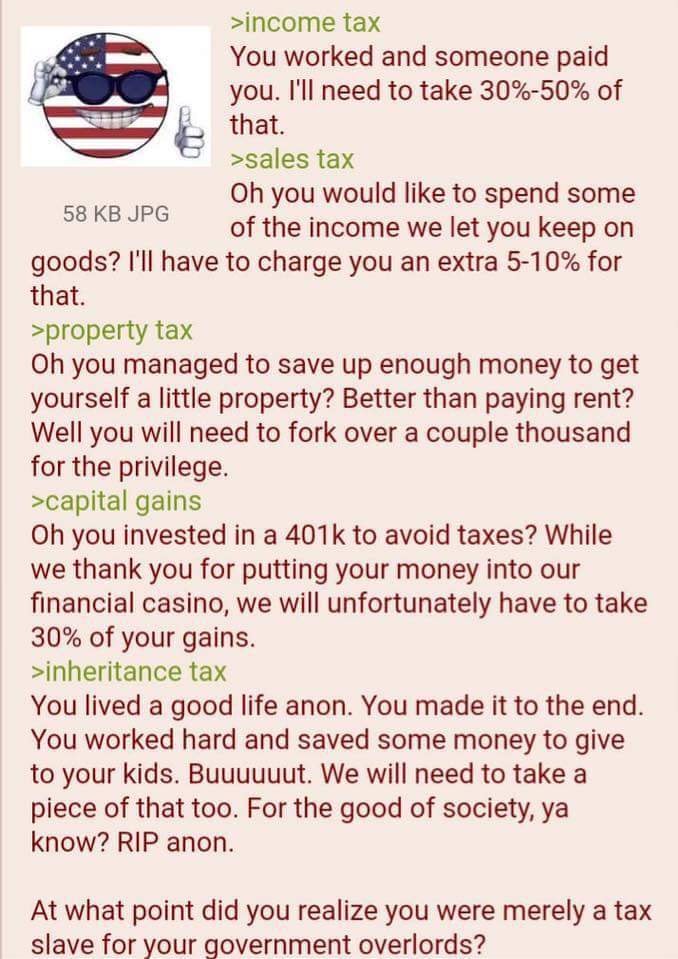 >income tax
You worked and someone paid
you. I'll need to take 30%-50% of
that.
>sales tax
Oh you would like to spend some
58 KB JPG
of the income we let you keep on
goods? I'll have to charge you an extra 5-10% for
that.
>property tax
Oh you managed to save up enough money to get
yourself a little property? Better than paying rent?
Well you will need to fork over a couple thousand
for the privilege.
>capital gains
Oh you invested in a 401k to avoid taxes? While
we thank you for putting your money into our
financial casino, we will unfortunately have to take
30% of your gains.
>inheritance tax
You lived a good life anon. You made it to the end.
You worked hard and saved some money to give
to your kids. Buuuuuut. We will need to take a
piece of that too. For the good of society, ya
know? RIP anon.
At what point did you realize you were merely a tax
slave for your government overlords?